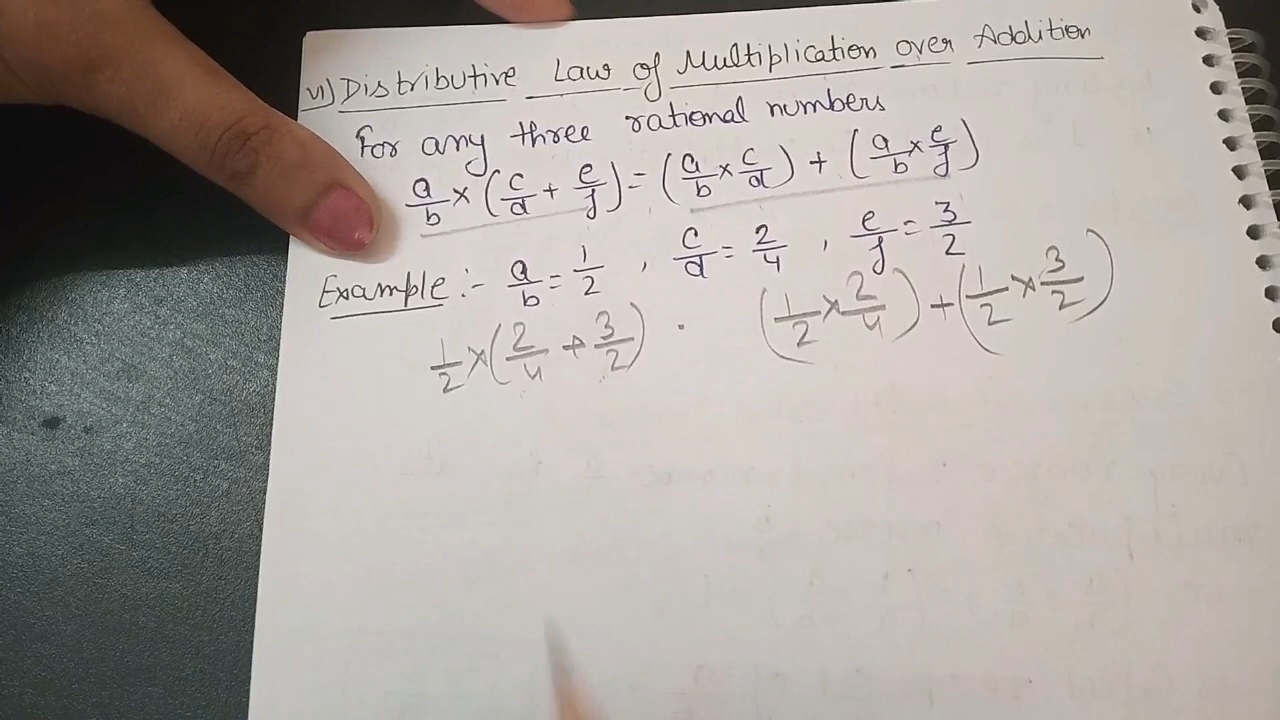 vi) Distributive Law of Multiplication over Addition
For any three rational numbers
a/b × (c/d + e/f) = (a/b × c/d) + (a/b × e/f)
Example :- a/b = 1/2 , c/d = 2/4 , e/f = 3/2
1/2 × (2/4 + 3/2) . (1/2 × 2/4) + (1/2 × 3/2)